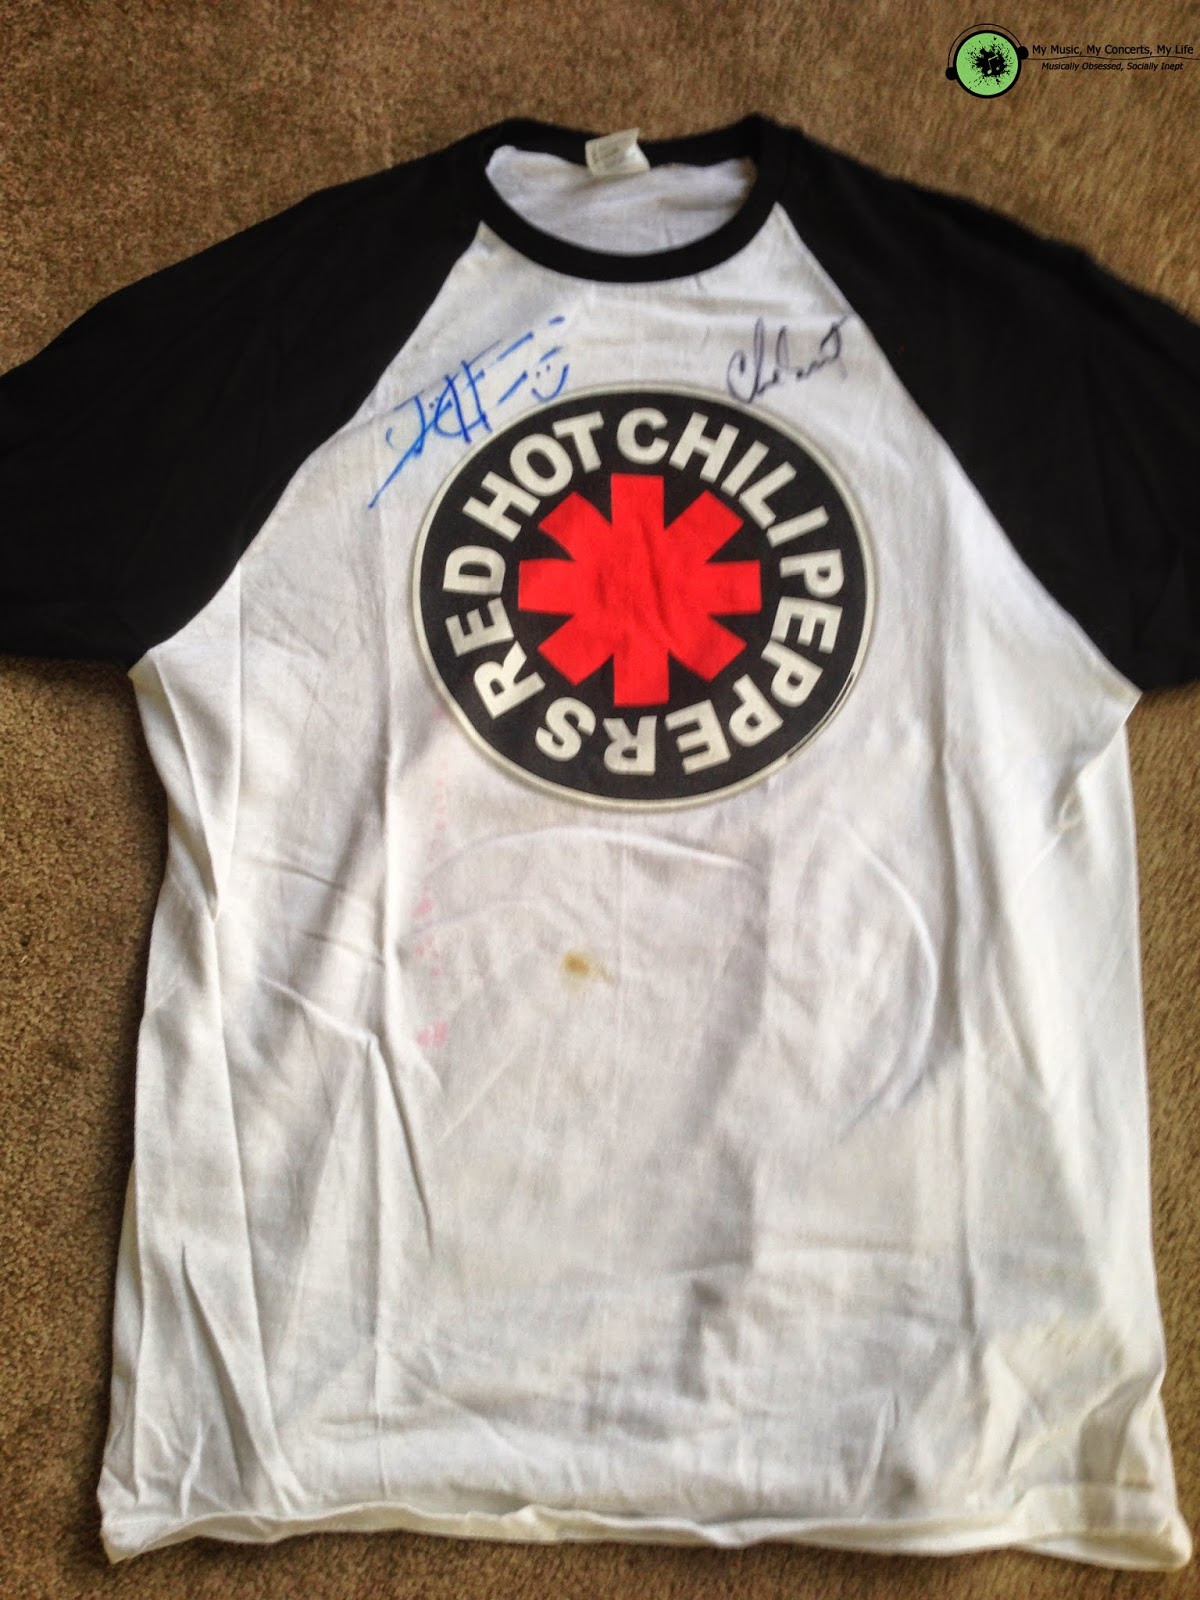 My Music, My Concerts, My Life
Musically Obsessed, Socially Inept
RED HOT CHILI PEPPERS